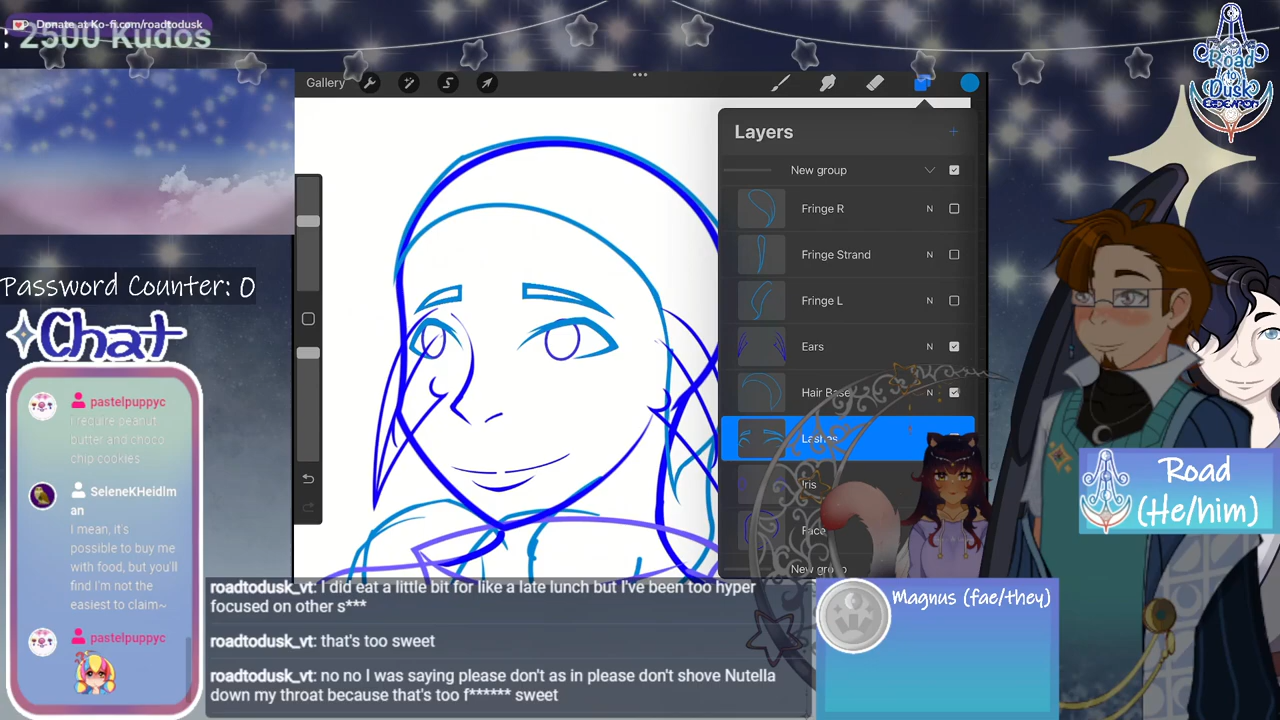 Donate at Ko-fi.com/roadtodusk
: 2500 Kudos
Road
to
Dusk
Gallery
Layers
New group
Fringe R
N
Fringe Strand
N
Fringe L
N
Ears
N
Hair Base
N
Lashes
Iris
Face
New group
Password Counter: 0
Chat
pastelpuppyc
I require peanut
butter and choco
chip cookies
SeleneKHeidlm
an
I mean, it's
possible to buy me
with food, but you'll
find I'm not the
easiest to claim~
pastelpuppyc
roadtodusk_vt: I did eat a little bit for like a late lunch but I've been too hyper
focused on other s***
roadtodusk_vt: that's too sweet
roadtodusk_vt: no no I was saying please don't as in please don't shove Nutella
down my throat because that's too f****** sweet
Road
(He/him)
Magnus (fae/they)